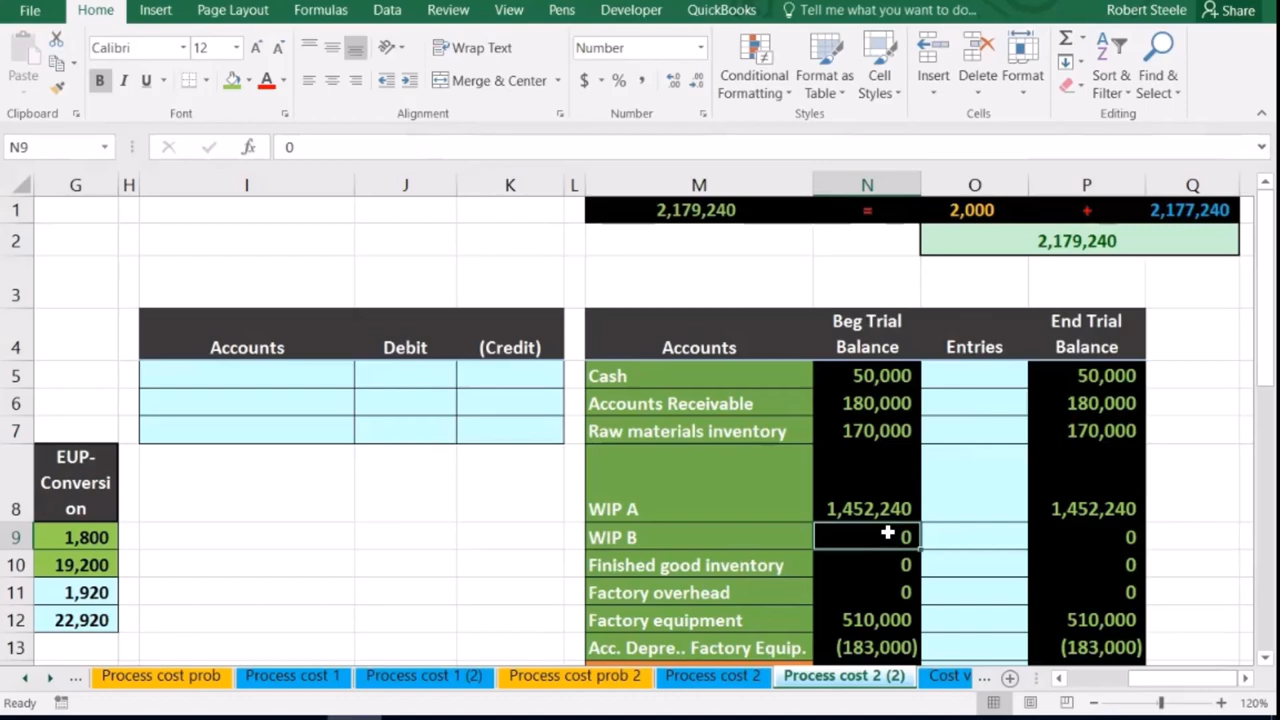 File Home Insert Page Layout Formulas Data Review View Pens Developer QuickBooks Tell me what you want to do... Robert Steele Share
Calibri 12 Wrap Text Number
Paste B I U Merge & Center $ % , Conditional Formatting Format as Table Cell Styles Insert Delete Format Sort & Filter Find & Select
Clipboard Font Alignment Number Styles Cells Editing
N9 fx 0
G H I J K L M N O P Q
1 2,179,240 = 2,000 + 2,177,240
2 2,179,240
3
4 Accounts Debit (Credit) Accounts Beg Trial Balance Entries End Trial Balance
5 Cash 50,000 50,000
6 Accounts Receivable 180,000 180,000
7 Raw materials inventory 170,000 170,000
8 EUP-Conversion WIP A 1,452,240 1,452,240
9 1,800 WIP B 0 0
10 19,200 Finished good inventory 0 0
11 1,920 Factory overhead 0 0
12 22,920 Factory equipment 510,000 510,000
13 Acc. Depre.. Factory Equip. (183,000) (183,000)
... Process cost prob Process cost 1 Process cost 1 (2) Process cost prob 2 Process cost 2 Process cost 2 (2) Cost v ...
Ready 120%